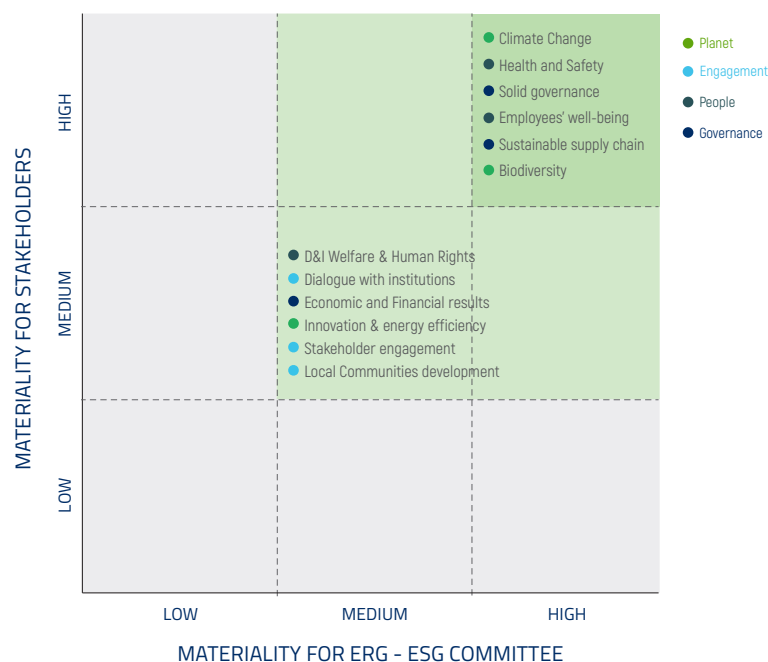 MATERIALITY FOR STAKEHOLDERS
HIGH
MEDIUM
LOW
Climate Change
Health and Safety
Solid governance
Employees' well-being
Sustainable supply chain
Biodiversity
D&I Welfare & Human Rights
Dialogue with institutions
Economic and Financial results
Innovation & energy efficiency
Stakeholder engagement
Local Communities development
Planet
Engagement
People
Governance
LOW
MEDIUM
HIGH
MATERIALITY FOR ERG - ESG COMMITTEE